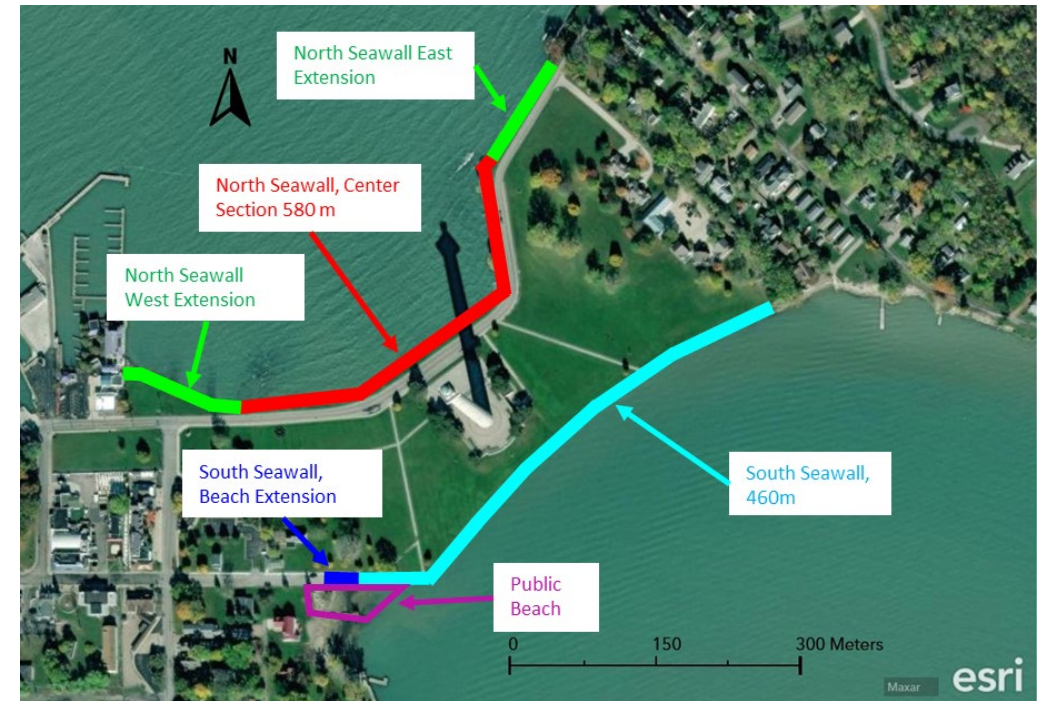 North Seawall East
Extension
N
North Seawall, Center
Section 580 m
North Seawall
West Extension
South Seawall,
Beach Extension
South Seawall,
460m
Public
Beach
0 150 300 Meters
Maxar
esri